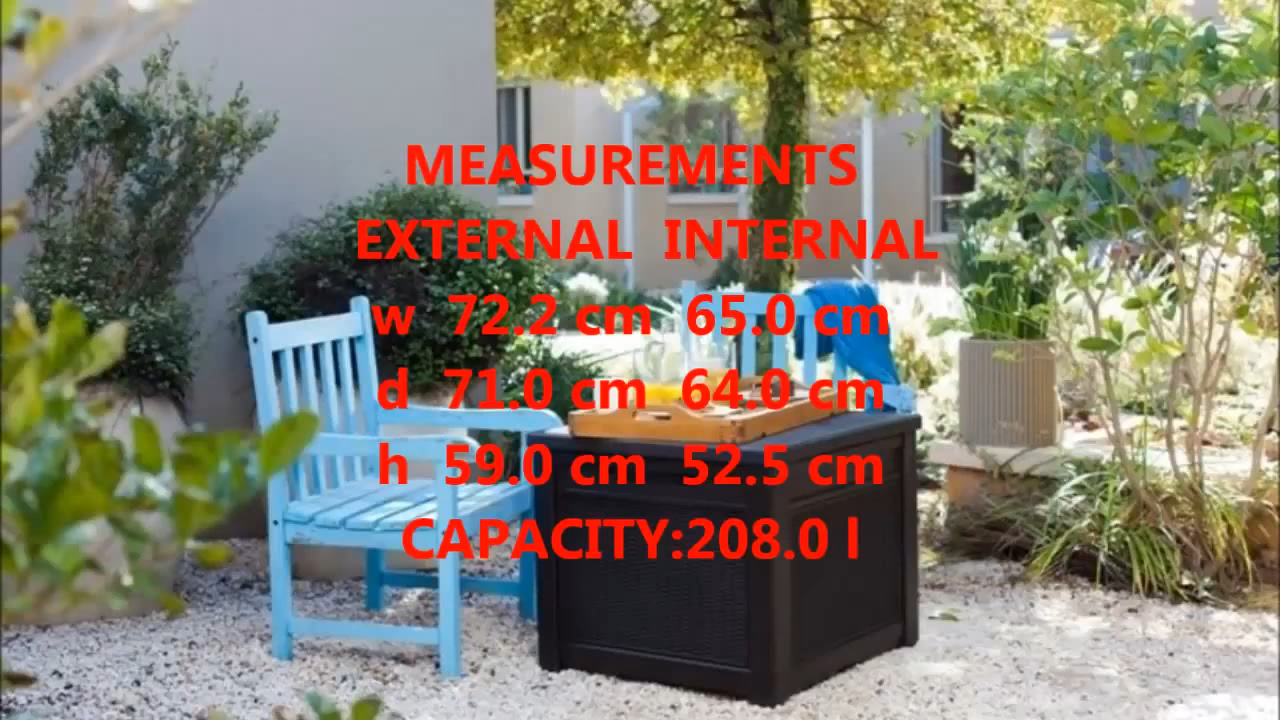 MEASUREMENTS
EXTERNAL INTERNAL
w 72.2 cm 65.0 cm
d 71.0 cm 64.0 cm
h 59.0 cm 52.5 cm
CAPACITY:208.0 l